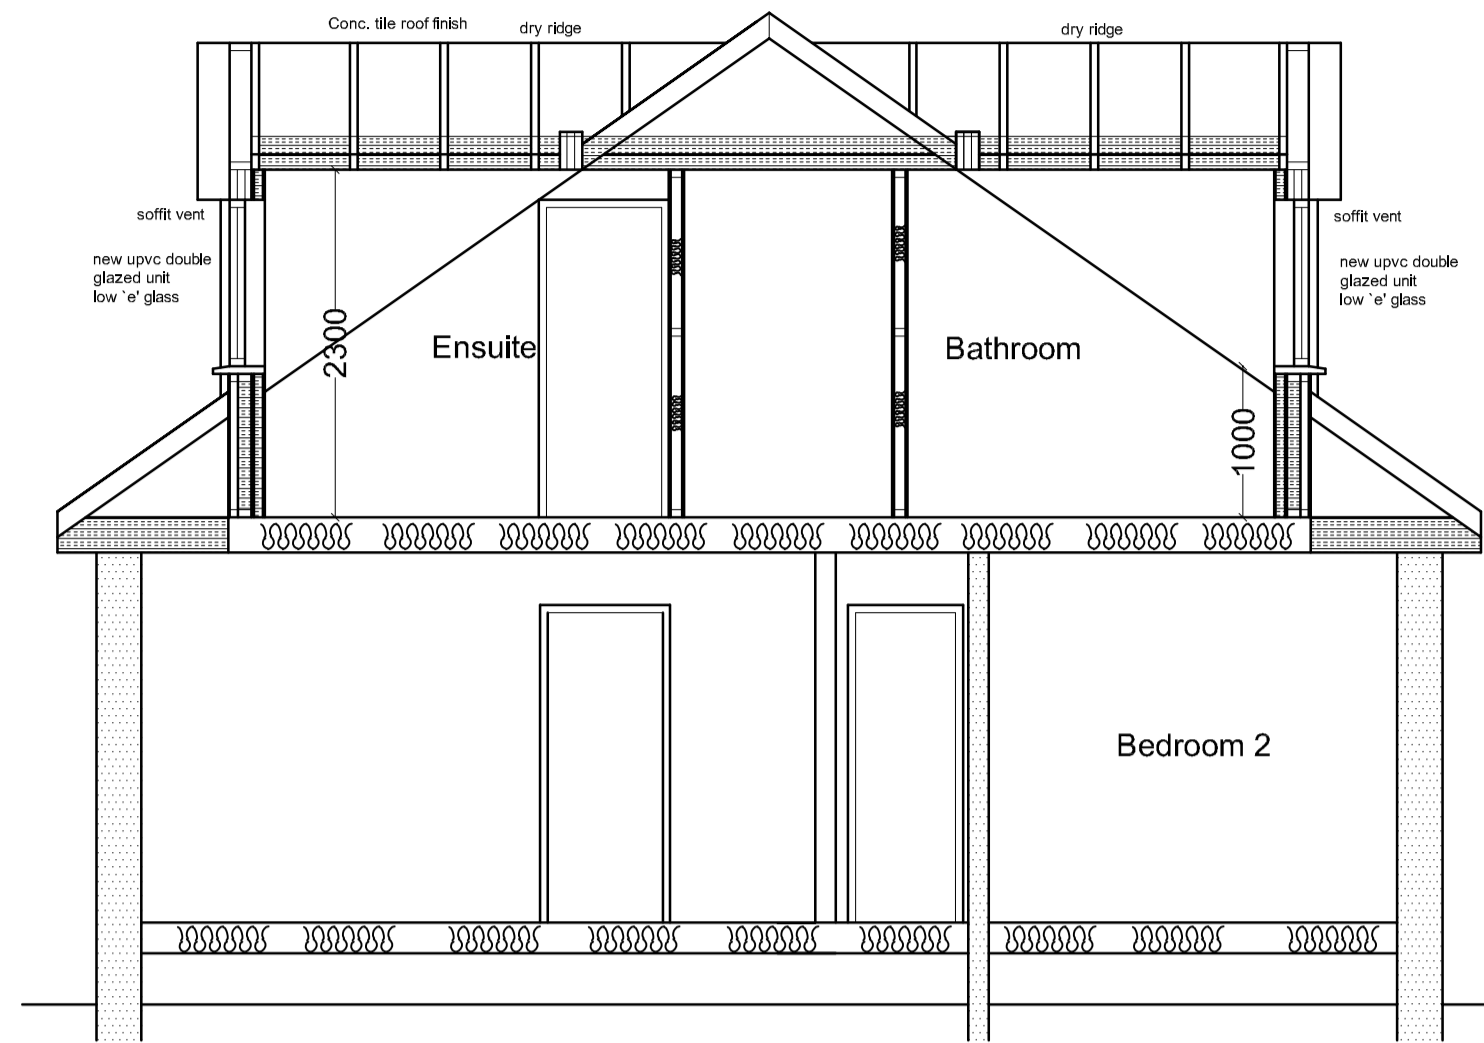 Conc. tile roof finish
dry ridge
dry ridge
soffit vent
soffit vent
new upvc double
glazed unit
low `e' glass
new upvc double
glazed unit
low `e' glass
2300
Ensuite
Bathroom
1000
Bedroom 2